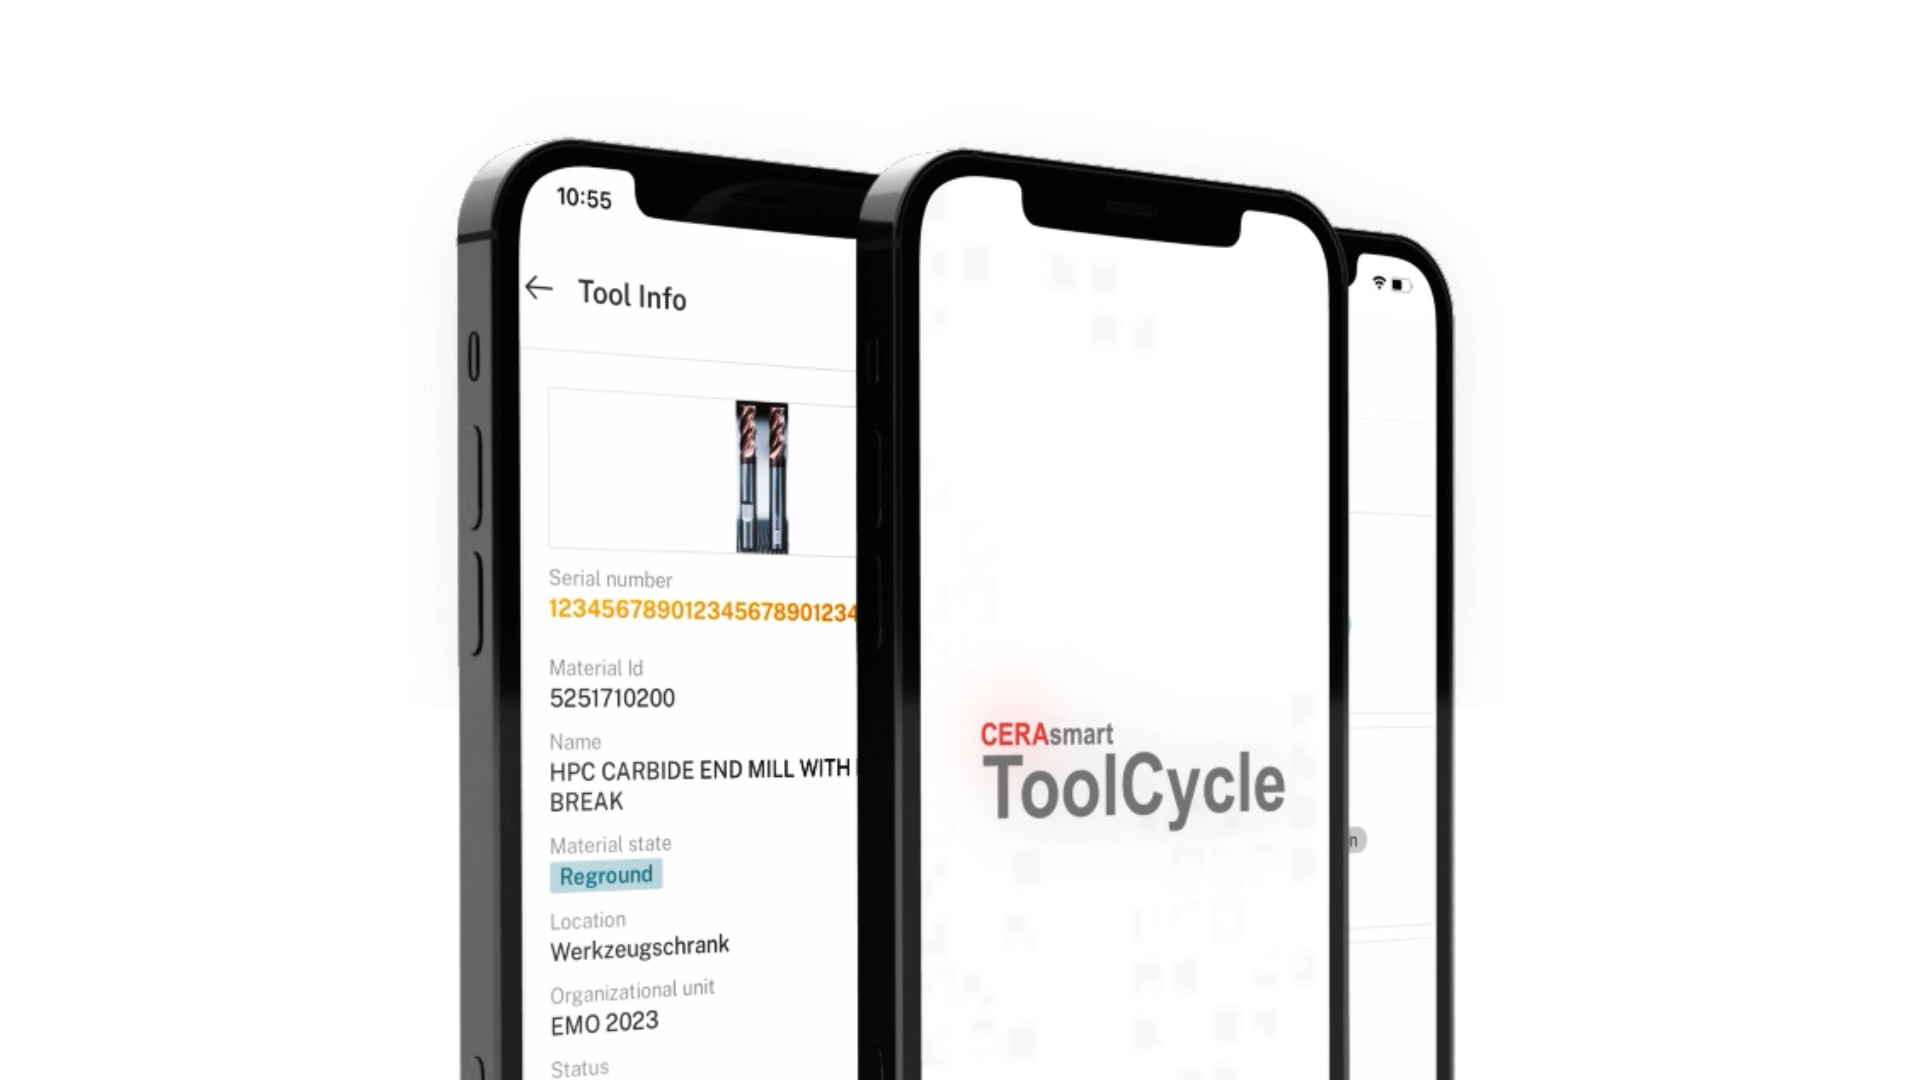 10:55
Tool Info
Serial number
123456789012345678901234
Material Id
5251710200
Name
HPC CARBIDE END MILL WITH
BREAK
Material state
Reground
Location
Werkzeugschrank
Organizational unit
EMO 2023
Status
CERAsmart
ToolCycle
n